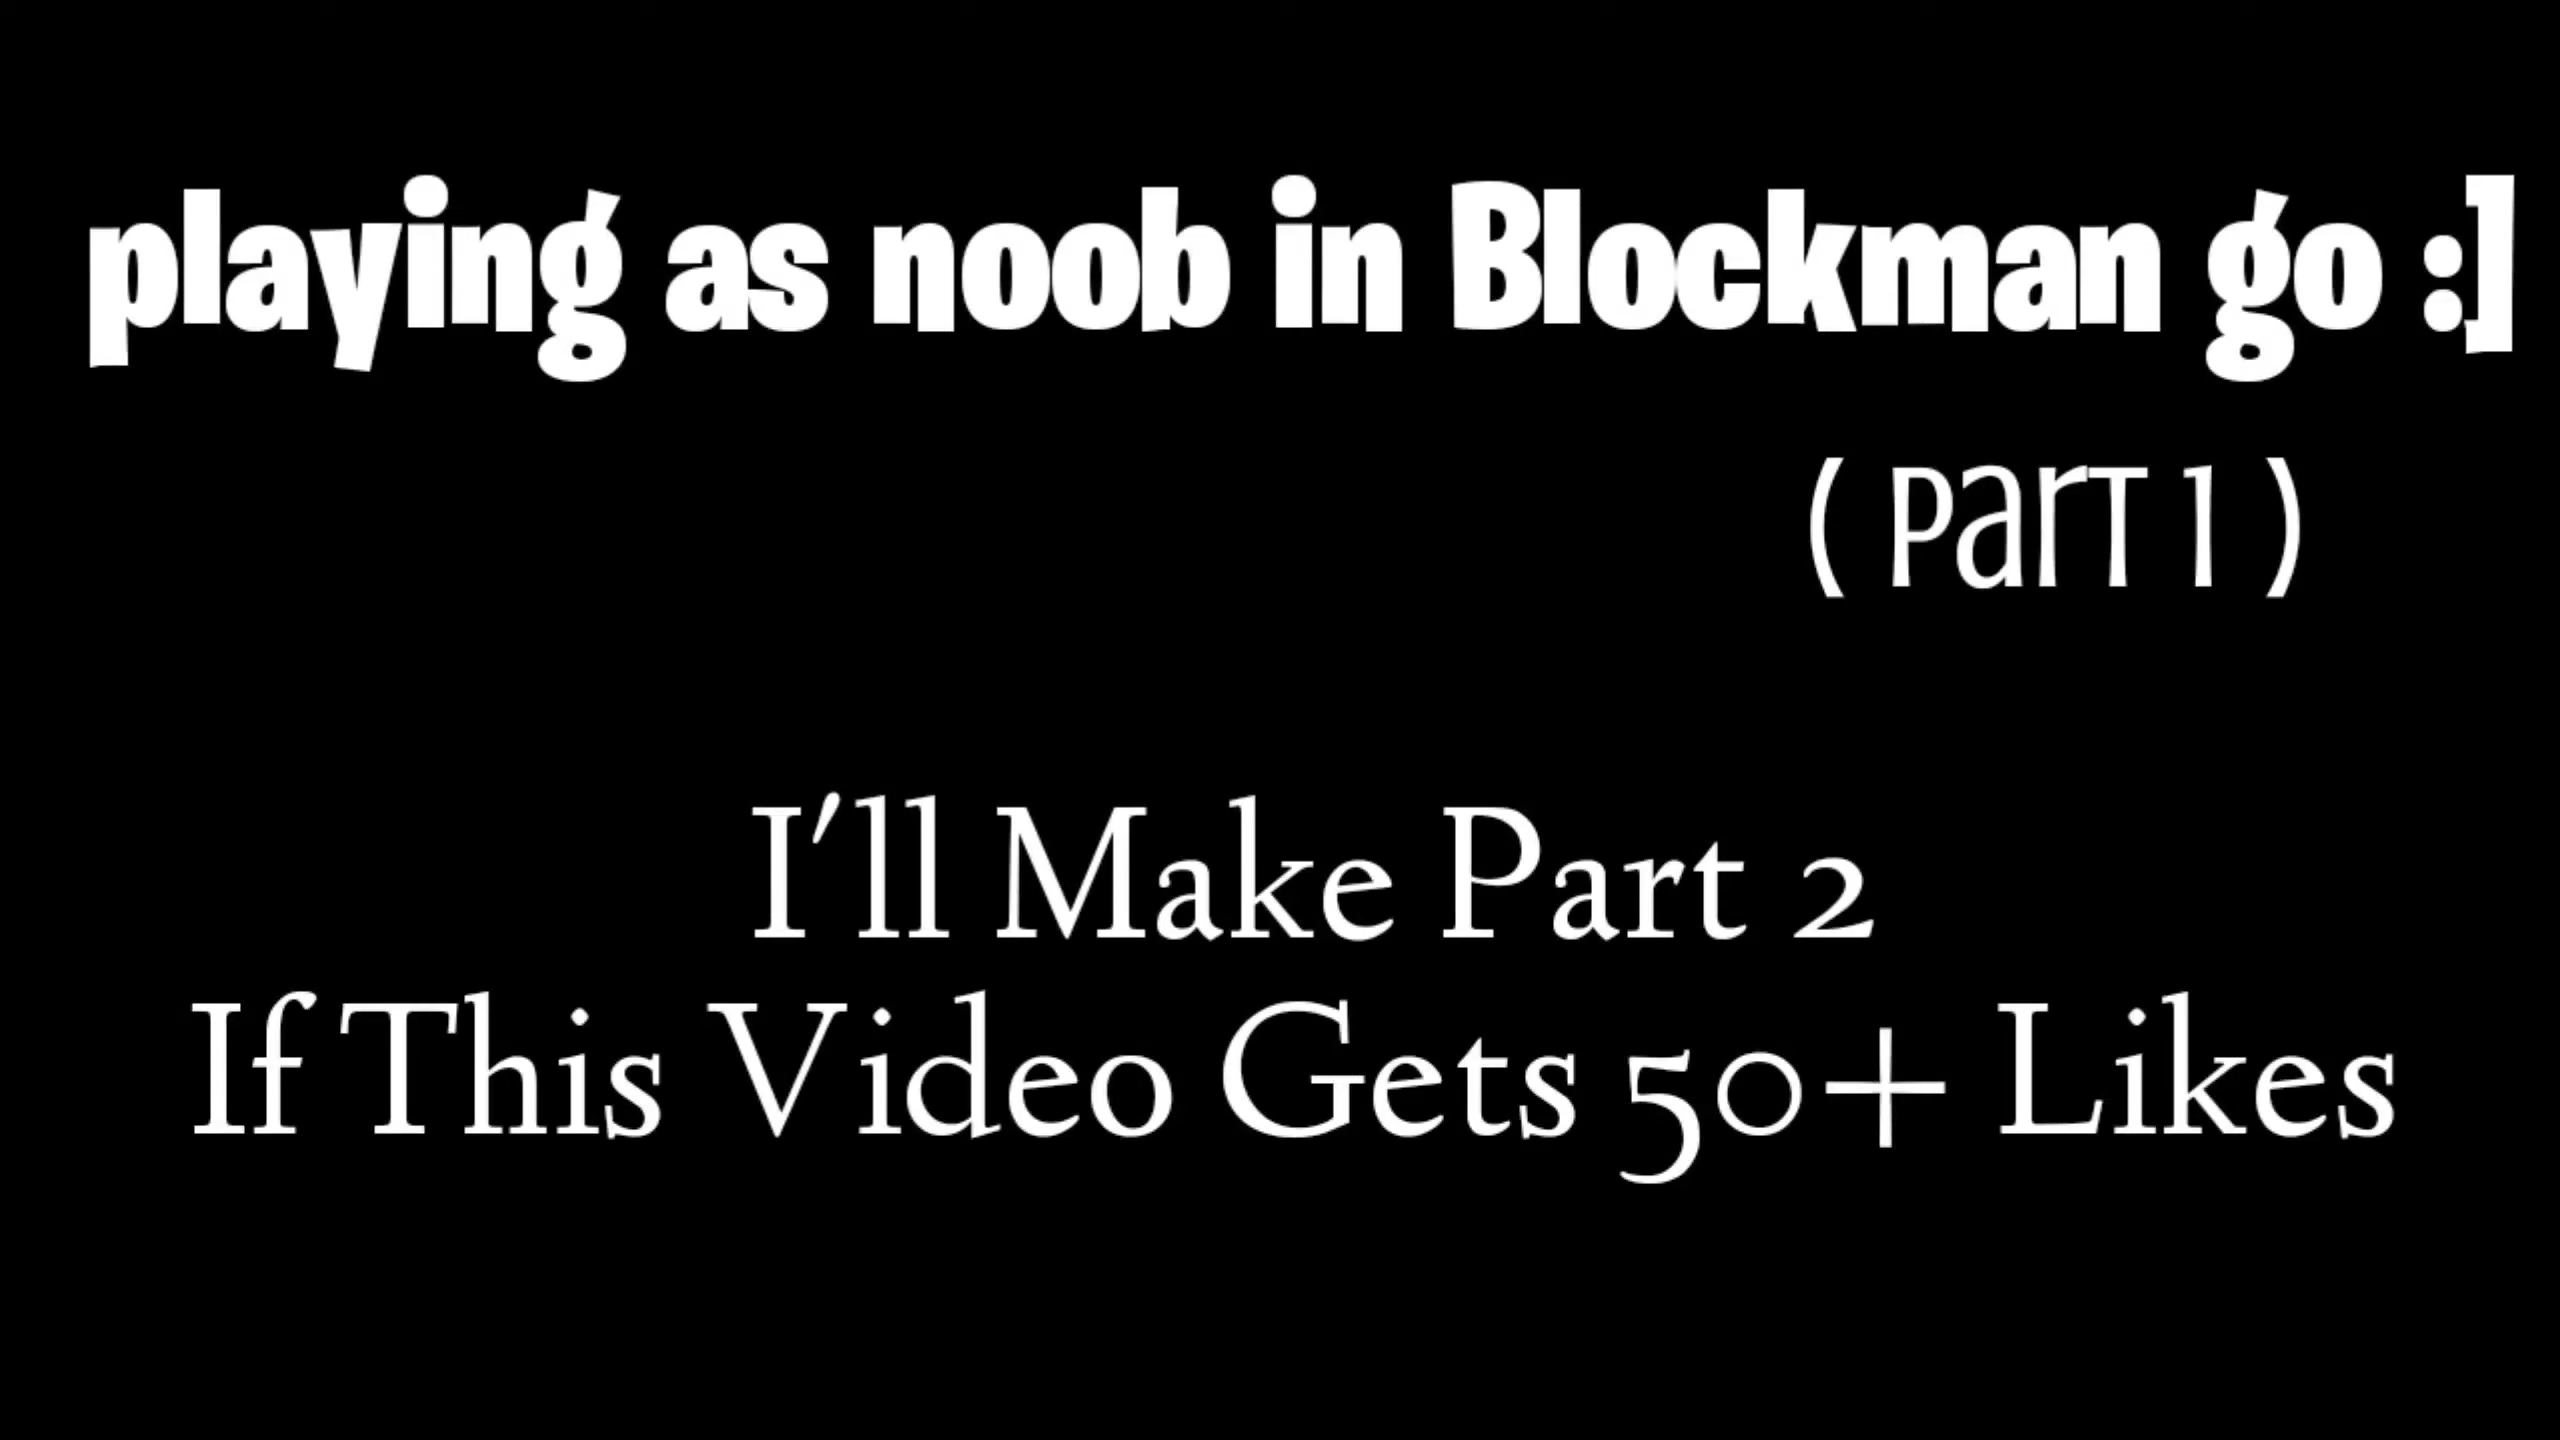 playing as noob in Blockman go :]
( Part 1 )
I'll Make Part 2
If This Video Gets 50+ Likes